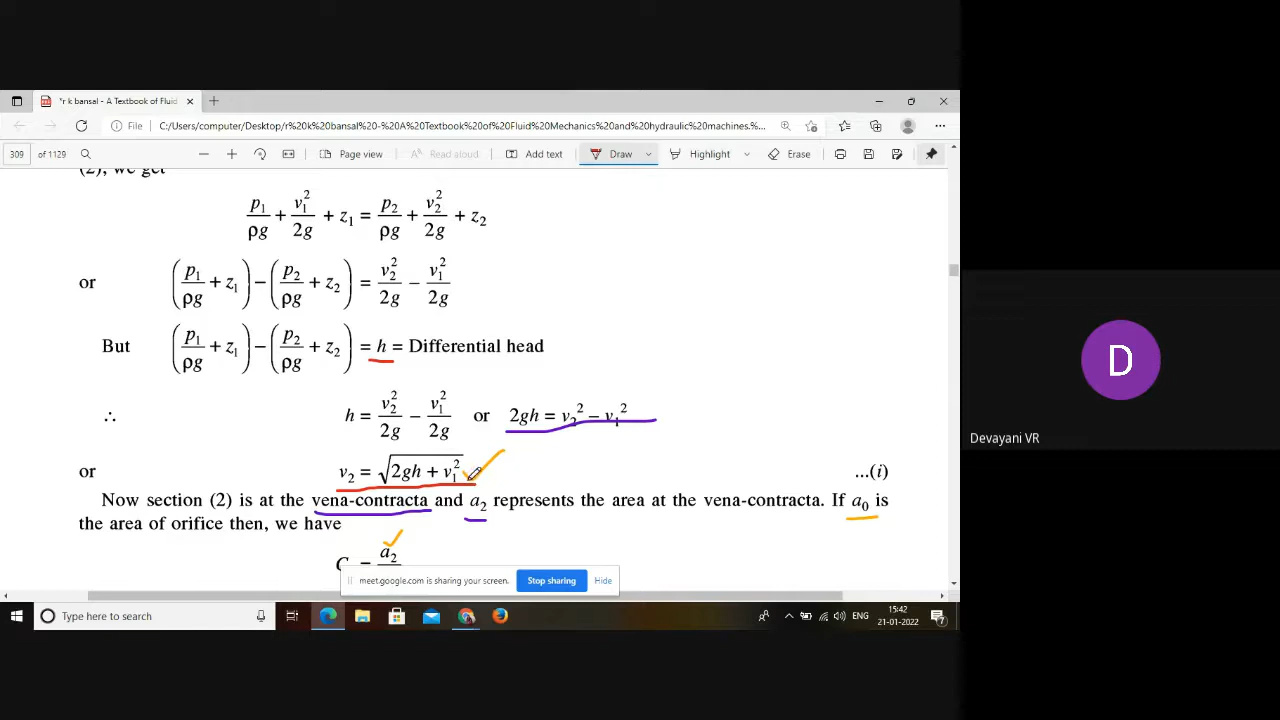 *r k bansal - A Textbook of Fluid
File C:/Users/computer/Desktop/r%20k%20bansal%20-%20A%20Textbook%20of%20Fluid%20Mechanics%20and%20hydraulic%20machines.%...
309 of 1129 Page view Read aloud Add text Draw Highlight Erase
(2), we get
p₁/ρg + v₁²/2g + z₁ = p₂/ρg + v₂²/2g + z₂
or (p₁/ρg + z₁) − (p₂/ρg + z₂) = v₂²/2g − v₁²/2g
But (p₁/ρg + z₁) − (p₂/ρg + z₂) = h = Differential head
∴ h = v₂²/2g − v₁²/2g or 2gh = v₂² − v₁²
or v₂ = √(2gh + v₁²) ...(i)
Now section (2) is at the vena-contracta and a₂ represents the area at the vena-contracta. If a₀ is
the area of orifice then, we have
= a₂
meet.google.com is sharing your screen. Stop sharing Hide
Type here to search
ENG
15:42
21-01-2022
7
D
Devayani VR